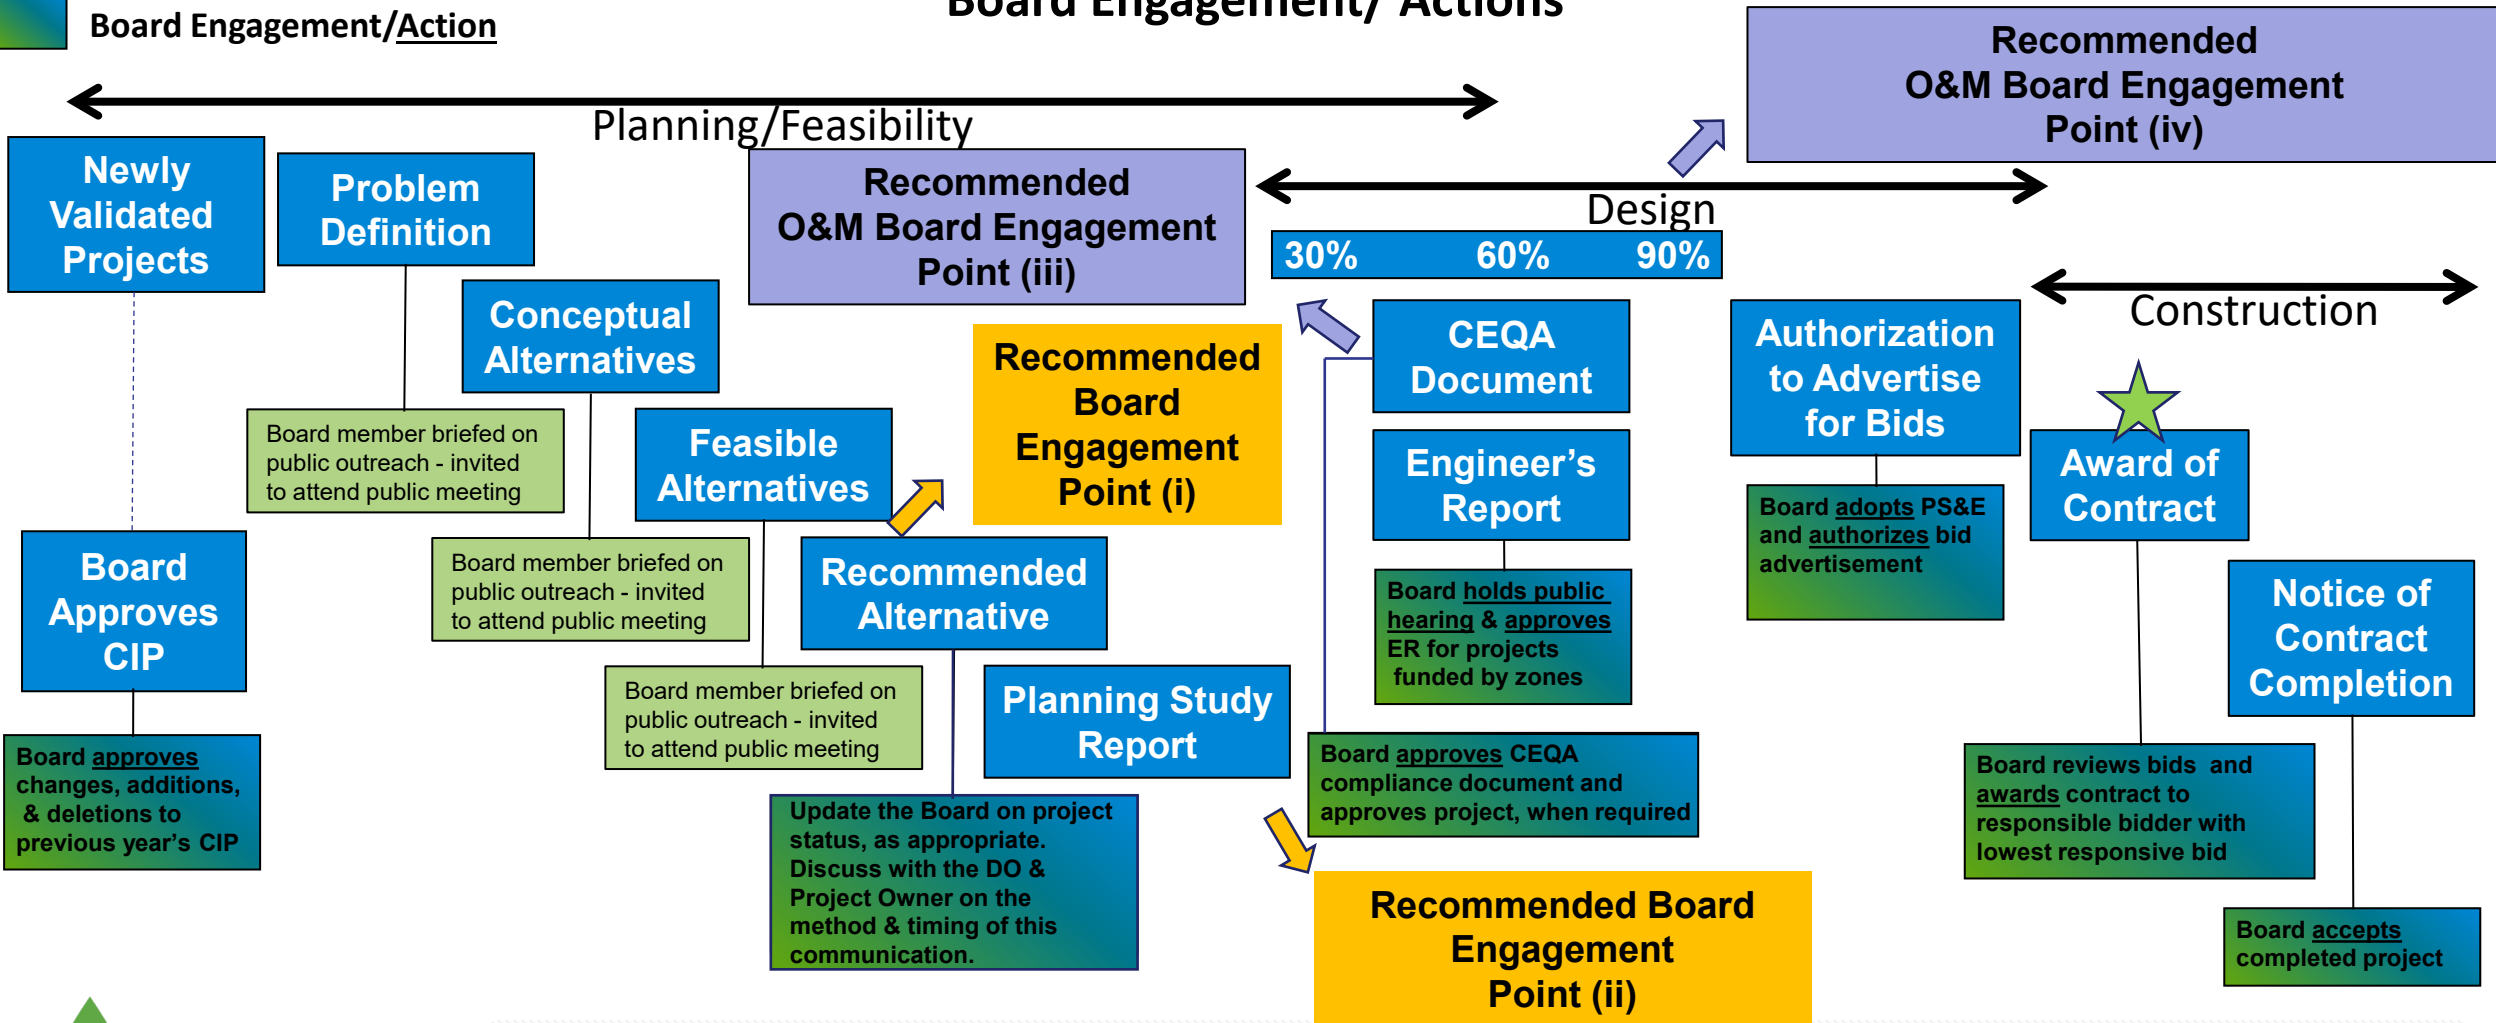 Board Engagement/ Actions
Board Engagement/Action
Recommended
O&M Board Engagement
Point (iv)
Planning/Feasibility
Newly
Validated
Projects
Problem
Definition
Recommended
O&M Board Engagement
Point (iii)
Design
30% 60% 90%
Construction
Conceptual
Alternatives
Recommended
Board
Engagement
Point (i)
CEQA
Document
Authorization
to Advertise
for Bids
Board member briefed on
public outreach - invited
to attend public meeting
Feasible
Alternatives
Engineer's
Report
Award of
Contract
Board adopts PS&E
and authorizes bid
advertisement
Board
Approves
CIP
Board member briefed on
public outreach - invited
to attend public meeting
Recommended
Alternative
Board holds public
hearing & approves
ER for projects
funded by zones
Notice of
Contract
Completion
Board member briefed on
public outreach - invited
to attend public meeting
Planning Study
Report
Board approves
changes, additions,
& deletions to
previous year's CIP
Board approves CEQA
compliance document and
approves project, when required
Board reviews bids and
awards contract to
responsible bidder with
lowest responsive bid
Update the Board on project
status, as appropriate.
Discuss with the DO &
Project Owner on the
method & timing of this
communication.
Recommended Board
Engagement
Point (ii)
Board accepts
completed project